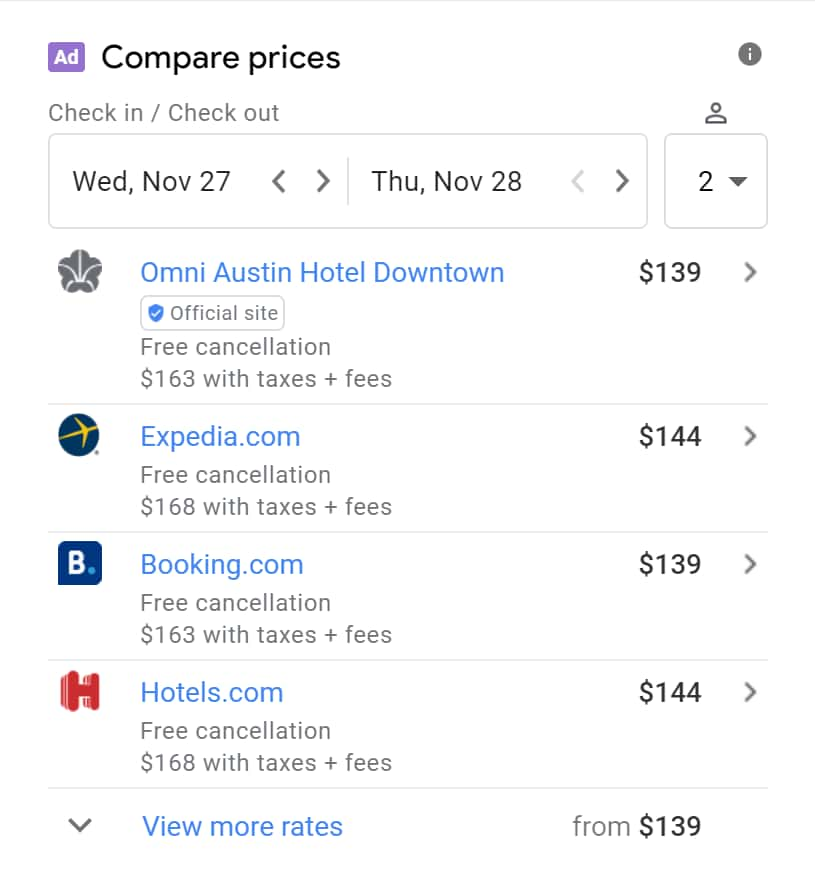 Ad Compare prices
Check in / Check out
Wed, Nov 27 Thu, Nov 28 2
Omni Austin Hotel Downtown $139
Official site
Free cancellation
$163 with taxes + fees
Expedia.com $144
Free cancellation
$168 with taxes + fees
B. Booking.com $139
Free cancellation
$163 with taxes + fees
H Hotels.com $144
Free cancellation
$168 with taxes + fees
View more rates from $139